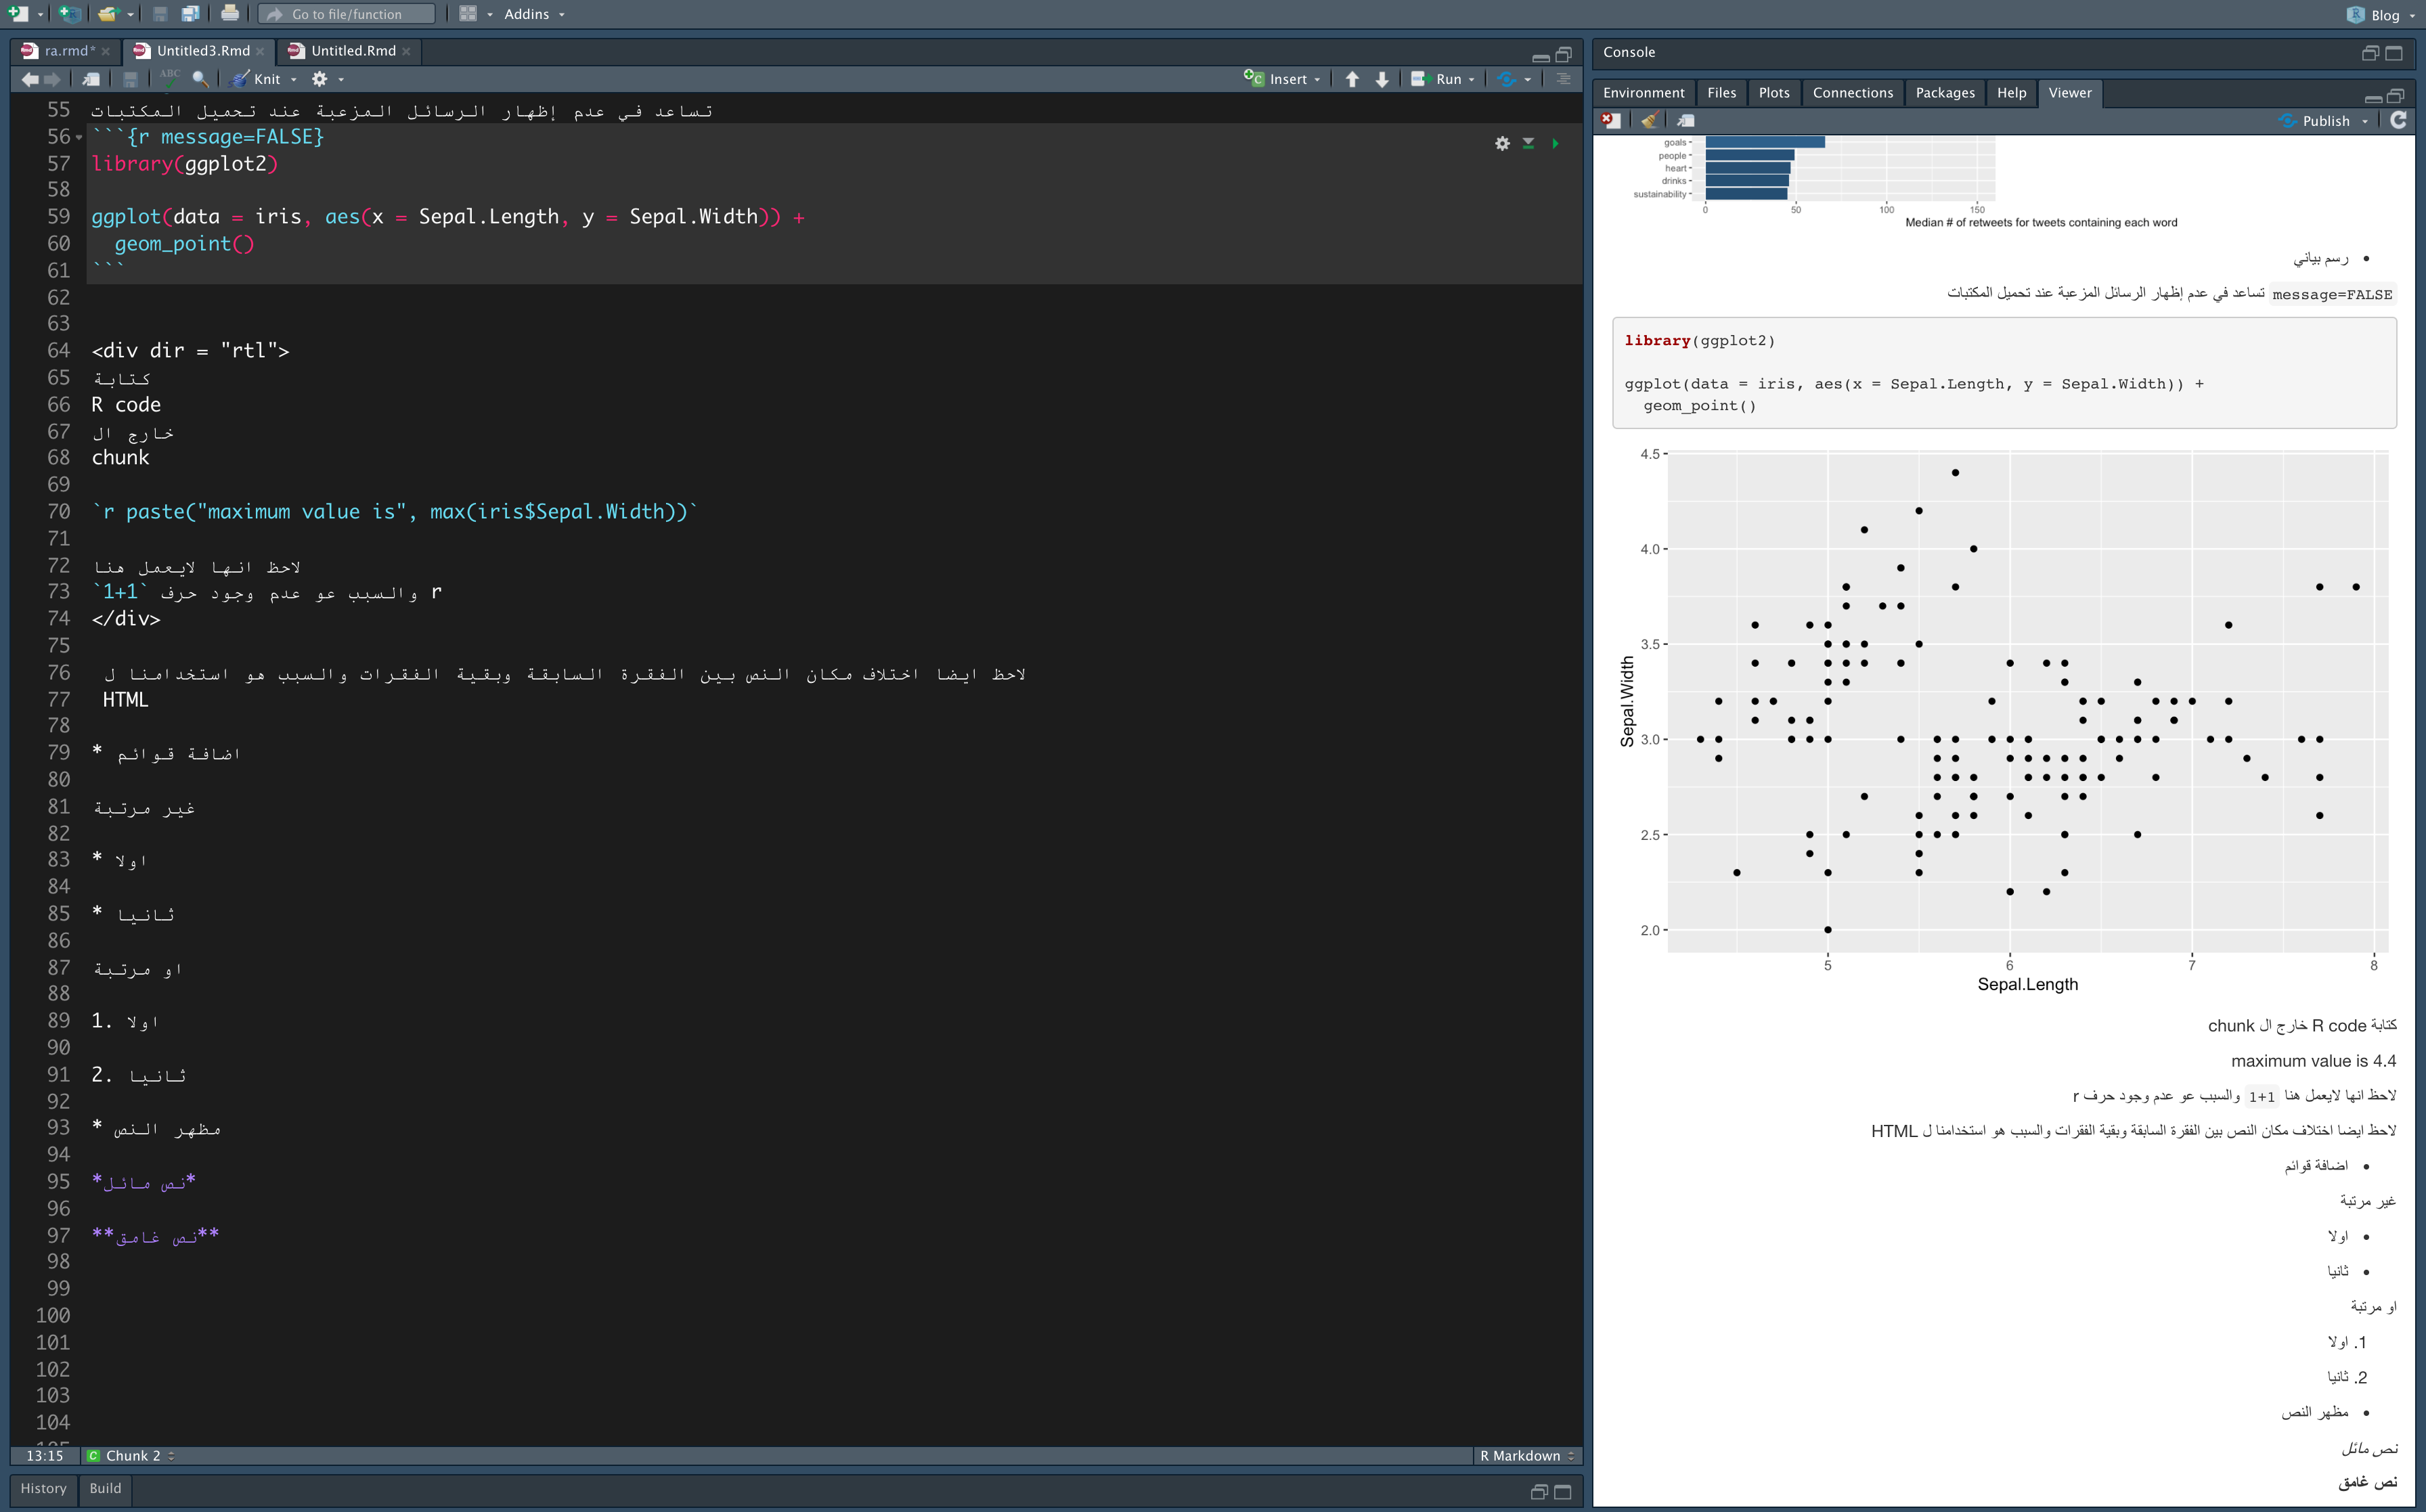 Go to file/function
Addins
Blog
ra.rmd*
Untitled3.Rmd
Untitled.Rmd
ABC
Knit
Insert
Run
55 تساعد في عدم إظهار الرسائل المزعبة عند تحميل المكتبات
56 ```{r message=FALSE}
57 library(ggplot2)
58
59 ggplot(data = iris, aes(x = Sepal.Length, y = Sepal.Width)) +
60 geom_point()
61 ```
62
63
64 <div dir = "rtl">
65 كتابة
66 R code
67 خارج ال
68 chunk
69
70 `r paste("maximum value is", max(iris$Sepal.Width))`
71
72 لاحظ انها لايعمل هنا
73 `1+1` والسبب عو عدم وجود حرف r
74 </div>
75
76 لاحظ ايضا اختلاف مكان النص بين الفقرة السابقة وبقية الفقرات والسبب هو استخدامنا ل
77 HTML
78
79 * اضافة قوائم
80
81 غير مرتبة
82
83 * اولا
84
85 * ثانيا
86
87 او مرتبة
88
89 1. اولا
90
91 2. ثانيا
92
93 * مظهر النص
94
95 *نص مائل*
96
97 **نص غامق**
98
99
100
101
102
103
104
13:15
Chunk 2
R Markdown
History
Build
Console
Environment
Files
Plots
Connections
Packages
Help
Viewer
Publish
goals
people
heart
drinks
sustainability
0 50 100 150
Median # of retweets for tweets containing each word
• رسم بياني
message=FALSE تساعد في عدم إظهار الرسائل المزعبة عند تحميل المكتبات
library(ggplot2)
ggplot(data = iris, aes(x = Sepal.Length, y = Sepal.Width)) +
geom_point()
4.5
4.0
3.5
3.0
2.5
2.0
Sepal.Width
5 6 7 8
Sepal.Length
كتابة R code خارج ال chunk
maximum value is 4.4
لاحظ انها لايعمل هنا 1+1 والسبب عو عدم وجود حرف r
لاحظ ايضا اختلاف مكان النص بين الفقرة السابقة وبقية الفقرات والسبب هو استخدامنا ل HTML
• اضافة قوائم
غير مرتبة
• اولا
• ثانيا
او مرتبة
1. اولا
2. ثانيا
• مظهر النص
نص مائل
نص غامق